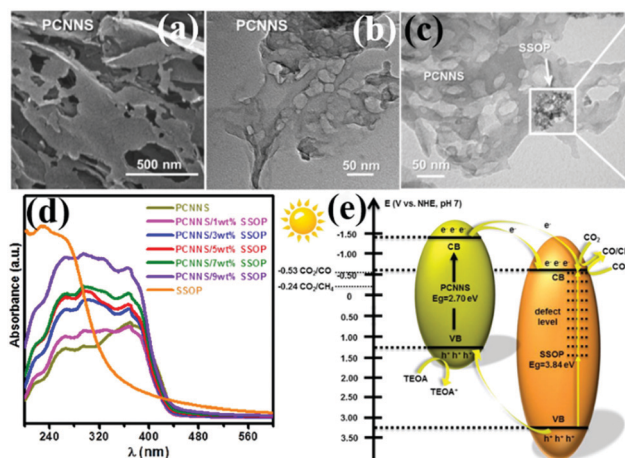 PCNNS
(a)
500 nm
PCNNS
(b)
50 nm
(c)
SSOP
PCNNS
50 nm
(d)
PCNNS
PCNNS/1wt% SSOP
PCNNS/3wt% SSOP
PCNNS/5wt% SSOP
PCNNS/7wt% SSOP
PCNNS/9wt% SSOP
SSOP
Absorbance (a.u.)
240 320 400 480 560
λ (nm)
(e)
E (V vs. NHE, pH 7)
-1.50
-1.00
-0.53 CO₂/CO
-0.50
-0.24 CO₂/CH₄
0
0.50
1.00
1.50
2.00
2.50
3.00
3.50
e⁻ e⁻ e⁻
CB
PCNNS
Eg=2.70 eV
VB
h⁺ h⁺ h⁺
TEOA
TEOA⁺
e⁻
e⁻
e⁻ e⁻ e⁻
CB
defect
level
SSOP
Eg=3.84 eV
VB
h⁺ h⁺ h⁺
CO₂